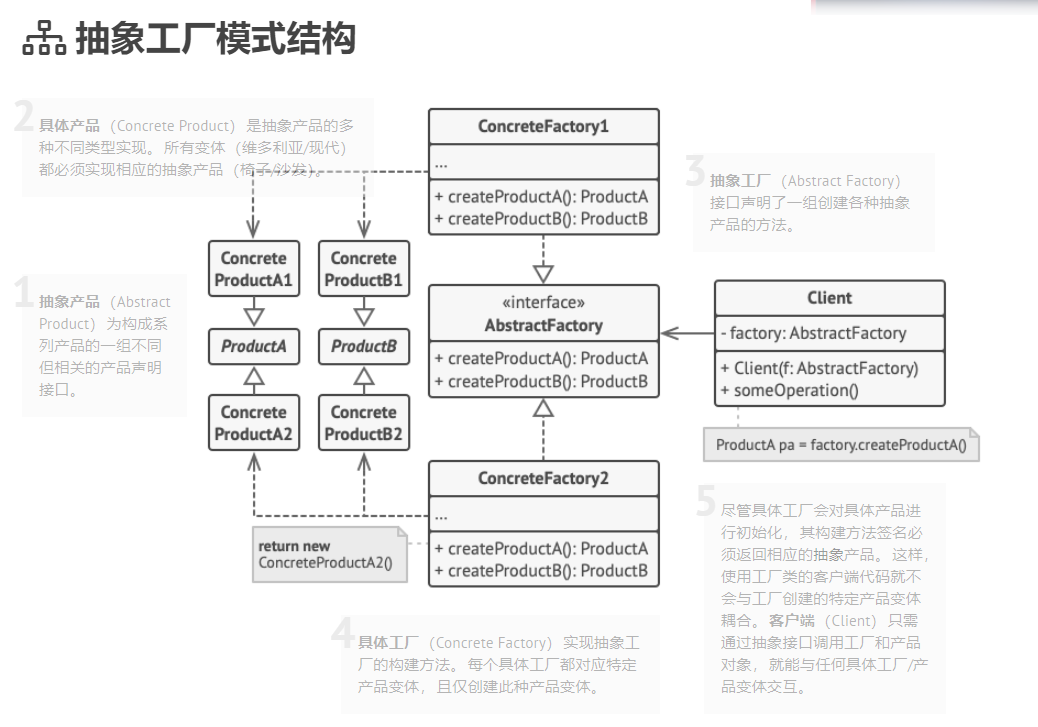 抽象工厂模式结构
2
具体产品（Concrete Product）是抽象产品的多
种不同类型实现。所有变体（维多利亚/现代）
都必须实现相应的抽象产品（椅子/沙发）。
ConcreteFactory1
...
+ createProductA(): ProductA
+ createProductB(): ProductB
3
抽象工厂（Abstract Factory）
接口声明了一组创建各种抽象
产品的方法。
Concrete
ProductA1
Concrete
ProductB1
1
抽象产品（Abstract
Product）为构成系
列产品的一组不同
但相关的产品声明
接口。
ProductA
ProductB
Concrete
ProductA2
Concrete
ProductB2
«interface»
AbstractFactory
+ createProductA(): ProductA
+ createProductB(): ProductB
Client
- factory: AbstractFactory
+ Client(f: AbstractFactory)
+ someOperation()
ProductA pa = factory.createProductA()
ConcreteFactory2
...
+ createProductA(): ProductA
+ createProductB(): ProductB
return new
ConcreteProductA2()
4
具体工厂（Concrete Factory）实现抽象工
厂的构建方法。每个具体工厂都对应特定
产品变体，且仅创建此种产品变体。
5
尽管具体工厂会对具体产品进
行初始化，其构建方法签名必
须返回相应的抽象产品。这样，
使用工厂类的客户端代码就不
会与工厂创建的特定产品变体
耦合。客户端（Client）只需
通过抽象接口调用工厂和产品
对象，就能与任何具体工厂/产
品变体交互。